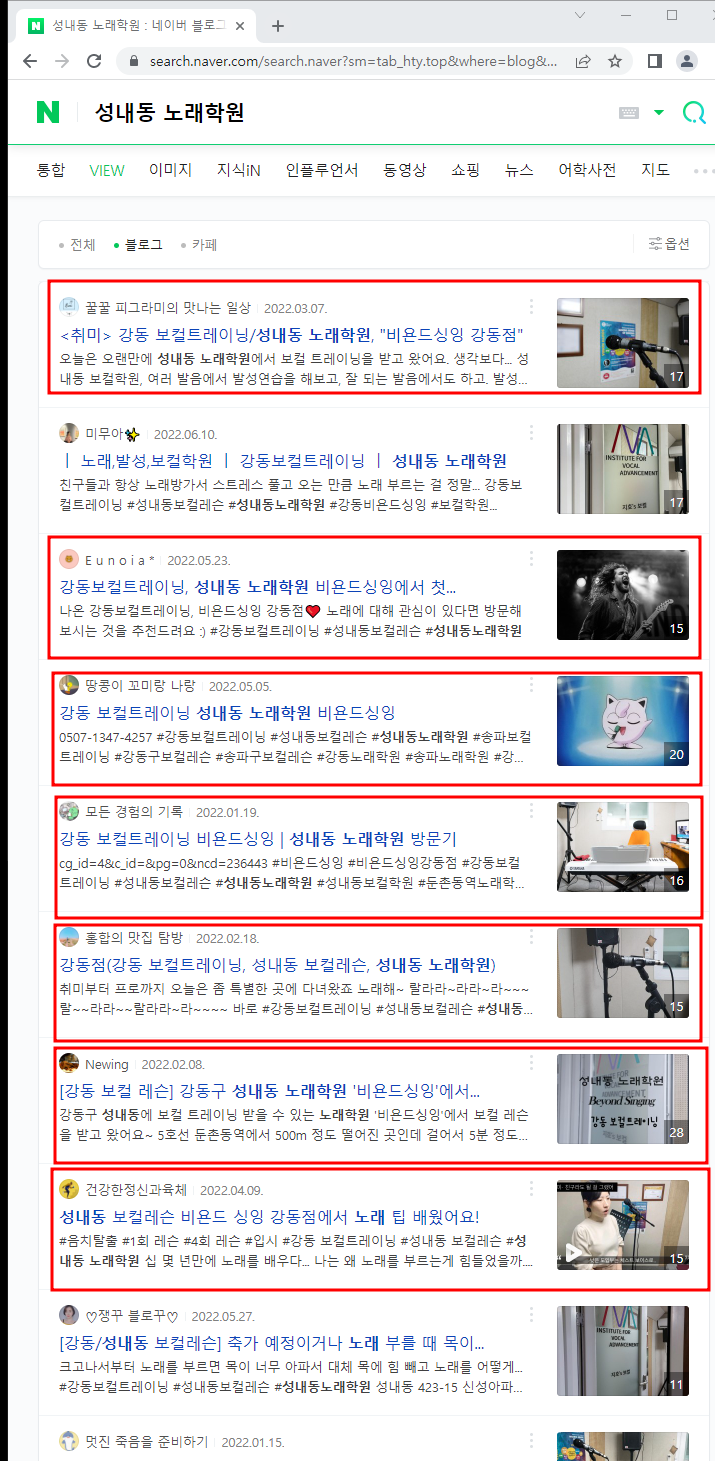 성내동 노래학원 : 네이버 블로그
search.naver.com/search.naver?sm=tab_hty.top&where=blog&...
N 성내동 노래학원
통합 VIEW 이미지 지식iN 인플루언서 동영상 쇼핑 뉴스 어학사전 지도
전체 블로그 카페 옵션
꿀꿀 피그라미의 맛나는 일상 2022.03.07.
<취미> 강동 보컬트레이닝/성내동 노래학원, "비욘드싱잉 강동점"
오늘은 오랜만에 성내동 노래학원에서 보컬 트레이닝을 받고 왔어요. 생각보다... 성
내동 보컬학원, 여러 발음에서 발성연습을 해보고, 잘 되는 발음에서도 하고. 발성...
17
미무아✨ 2022.06.10.
| 노래,발성,보컬학원 | 강동보컬트레이닝 | 성내동 노래학원
친구들과 항상 노래방가서 스트레스 풀고 오는 만큼 노래 부르는 걸 정말... 강동보
컬트레이닝 #성내동보컬레슨 #성내동노래학원 #강동비욘드싱잉 #보컬학원...
INSTITUTE FOR
VOCAL
ADVANCEMENT
지호's 보컬
17
E u n o i a * 2022.05.23.
강동보컬트레이닝, 성내동 노래학원 비욘드싱잉에서 첫...
나온 강동보컬트레이닝, 비욘드싱잉 강동점❤️ 노래에 대해 관심이 있다면 방문해
보시는 것을 추천드려요 :) #강동보컬트레이닝 #성내동보컬레슨 #성내동노래학원
15
땅콩이 꼬미랑 나랑 2022.05.05.
강동 보컬트레이닝 성내동 노래학원 비욘드싱잉
0507-1347-4257 #강동보컬트레이닝 #성내동보컬레슨 #성내동노래학원 #송파보컬
트레이닝 #강동구보컬레슨 #송파구보컬레슨 #강동노래학원 #송파노래학원 #강...
20
모든 경험의 기록 2022.01.19.
강동 보컬트레이닝 비욘드싱잉 | 성내동 노래학원 방문기
cg_id=4&c_id=&pg=0&ncd=236443 #비욘드싱잉 #비욘드싱잉강동점 #강동보컬
트레이닝 #성내동보컬레슨 #성내동노래학원 #성내동보컬학원 #둔촌동역노래학...
16
홍합의 맛집 탐방 2022.02.18.
강동점(강동 보컬트레이닝, 성내동 보컬레슨, 성내동 노래학원)
취미부터 프로까지 오늘은 좀 특별한 곳에 다녀왔죠 노래해~ 랄라라~라라~라~~~
랄~~라라~~랄라라~라~~~~ 바로 #강동보컬트레이닝 #성내동보컬레슨 #성내동...
15
Newing 2022.02.08.
[강동 보컬 레슨] 강동구 성내동 노래학원 '비욘드싱잉'에서...
강동구 성내동에 보컬 트레이닝 받을 수 있는 노래학원 '비욘드싱잉'에서 보컬 레슨
을 받고 왔어요~ 5호선 둔촌동역에서 500m 정도 떨어진 곳인데 걸어서 5분 정도...
성내동 노래학원
Beyond Singing
강동 보컬트레이닝
28
건강한정신과육체 2022.04.09.
성내동 보컬레슨 비욘드 싱잉 강동점에서 노래 팁 배웠어요!
#음치탈출 #1회 레슨 #4회 레슨 #입시 #강동 보컬트레이닝 #성내동 보컬레슨 #성
내동 노래학원 십 몇 년만에 노래를 배우다... 나는 왜 노래를 부르는게 힘들었을까....
15
♡쟁꾸 블로꾸♡ 2022.05.27.
[강동/성내동 보컬레슨] 축가 예정이거나 노래 부를 때 목이...
크고나서부터 노래를 부르면 목이 너무 아파서 대체 목에 힘 빼고 노래를 어떻게...
#강동보컬트레이닝 #성내동보컬레슨 #성내동노래학원 성내동 423-15 신성아파...
INSTITUTE FOR
VOCAL
ADVANCEMENT
지호's 보컬
11
멋진 죽음을 준비하기 2022.01.15.